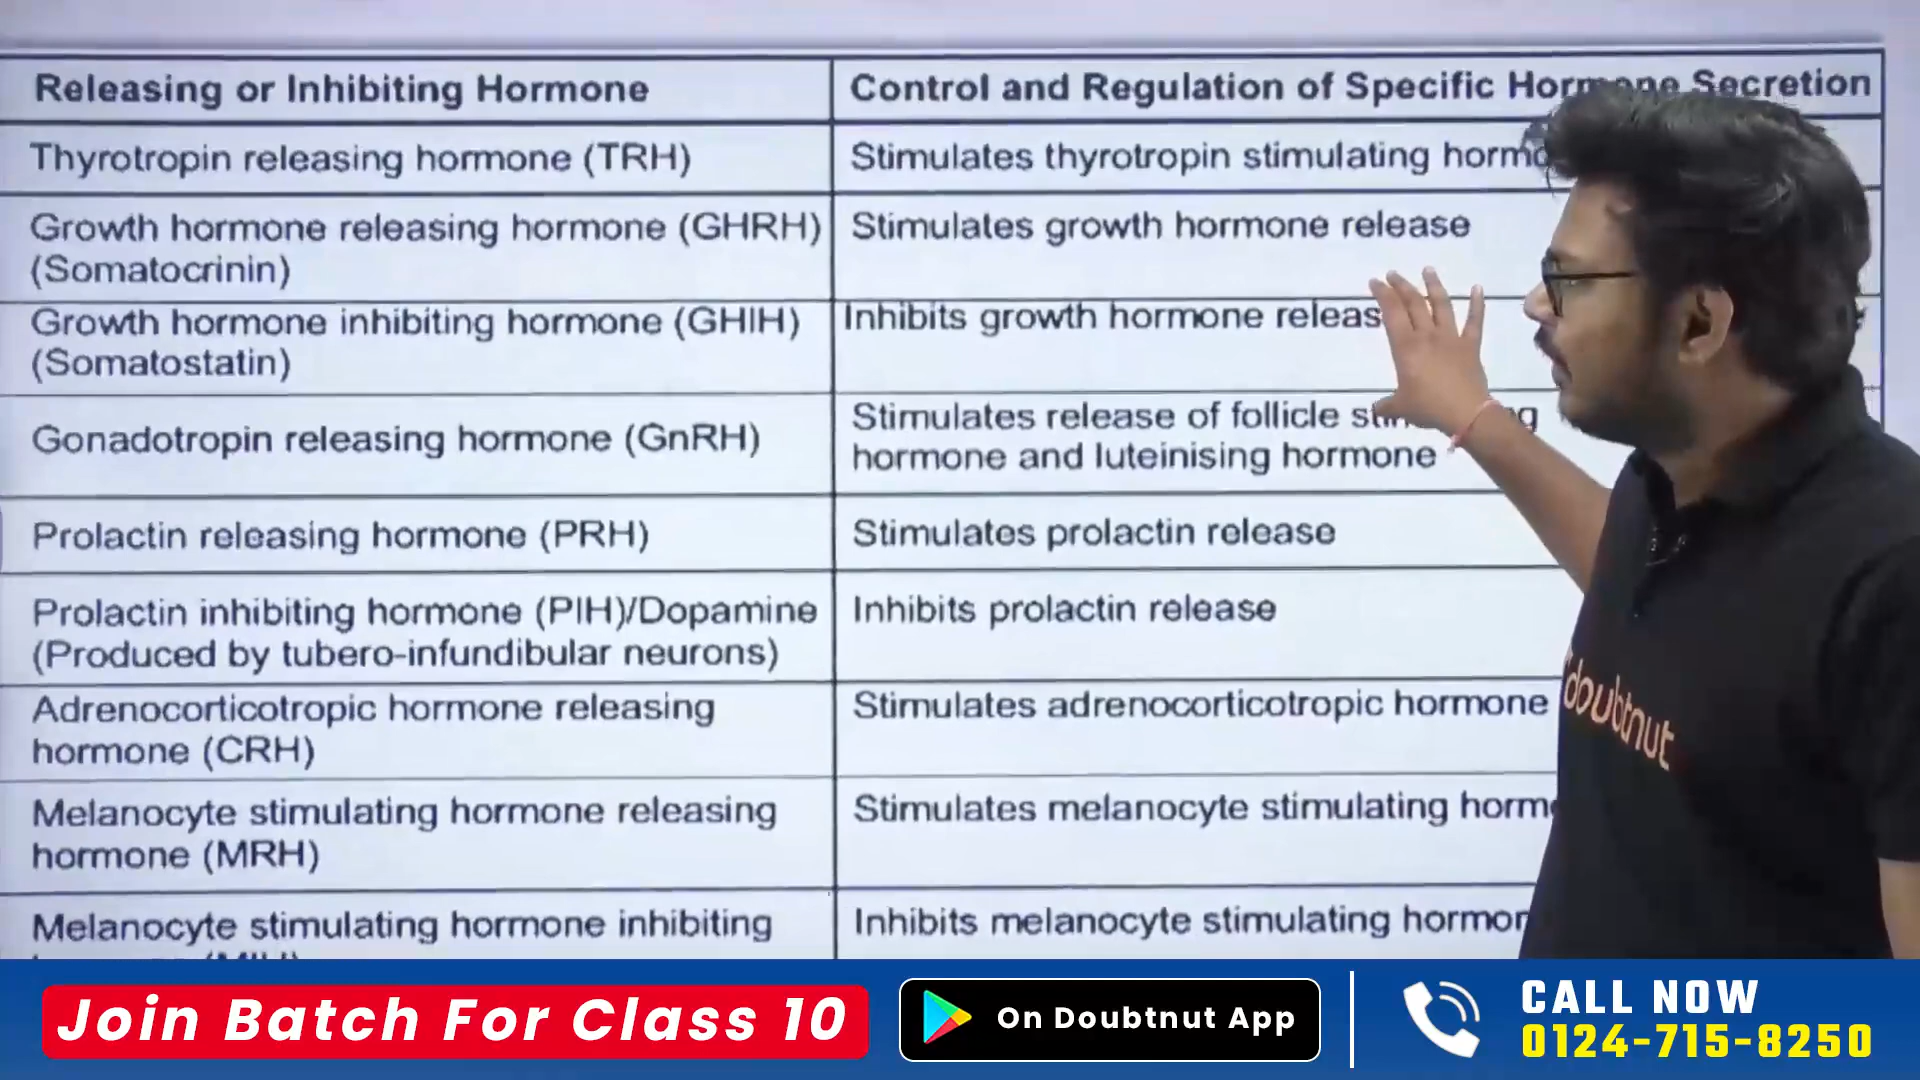 Releasing or Inhibiting Hormone
Control and Regulation of Specific Hormone Secretion
Thyrotropin releasing hormone (TRH)
Stimulates thyrotropin stimulating
Growth hormone releasing hormone (GHRH)
(Somatocrinin)
Stimulates growth hormone release
Growth hormone inhibiting hormone (GHIH)
(Somatostatin)
Inhibits growth hormone
Gonadotropin releasing hormone (GnRH)
Stimulates release of follicle
hormone and luteinising hormone
Prolactin releasing hormone (PRH)
Stimulates prolactin release
Prolactin inhibiting hormone (PIH)/Dopamine
(Produced by tubero-infundibular neurons)
Inhibits prolactin release
Adrenocorticotropic hormone releasing
hormone (CRH)
Stimulates adrenocorticotropic hormone
Melanocyte stimulating hormone releasing
hormone (MRH)
Stimulates melanocyte stimulating
Melanocyte stimulating hormone inhibiting
Inhibits melanocyte stimulating
doubtnut
Join Batch For Class 10
On Doubtnut App
CALL NOW
0124-715-8250